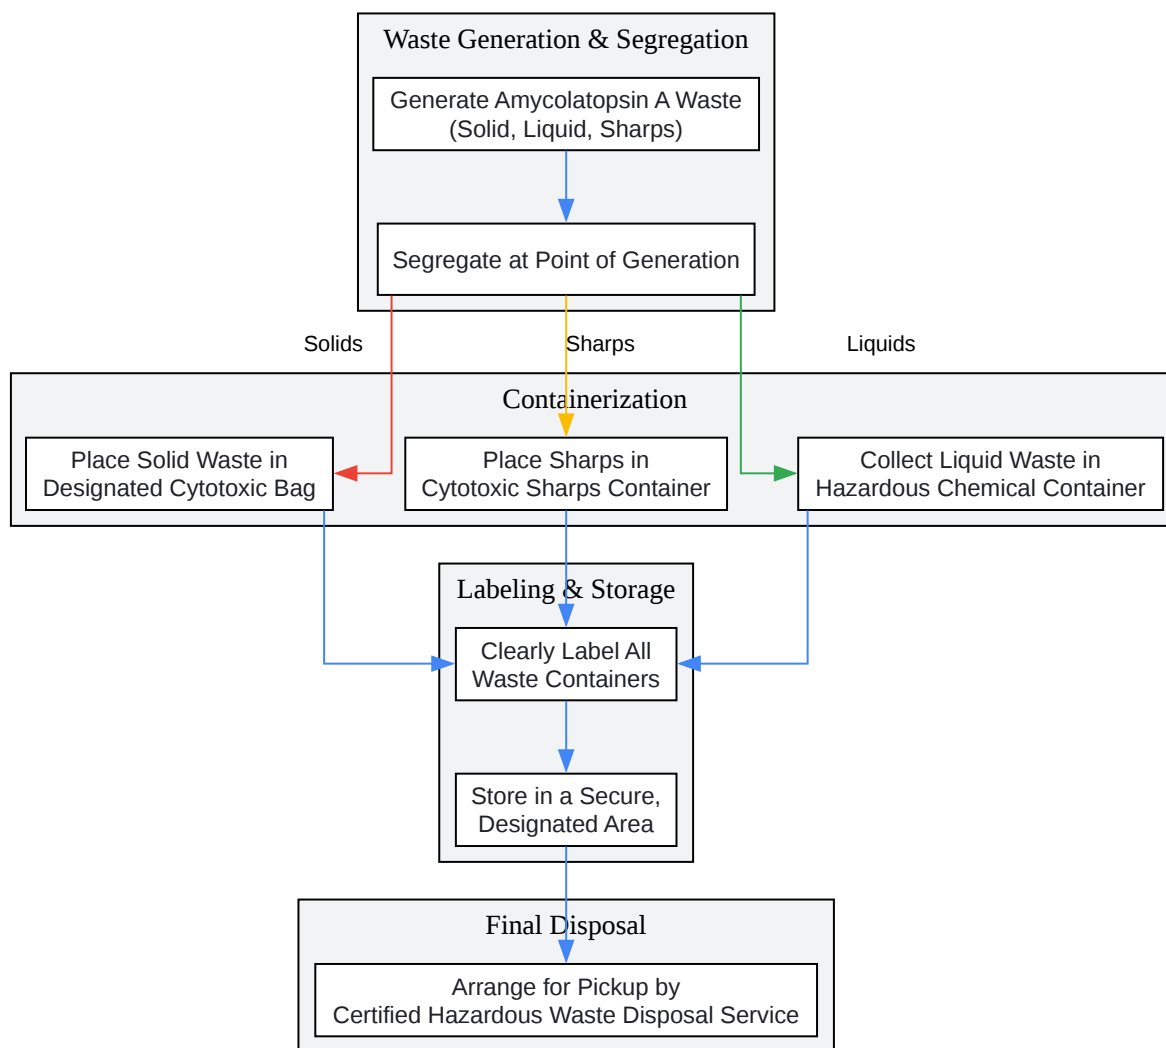 Waste Generation & Segregation
Generate Amycolatopsin A Waste
(Solid, Liquid, Sharps)
Segregate at Point of Generation
Solids
Sharps
Liquids
Containerization
Place Solid Waste in
Designated Cytotoxic Bag
Place Sharps in
Cytotoxic Sharps Container
Collect Liquid Waste in
Hazardous Chemical Container
Labeling & Storage
Clearly Label All
Waste Containers
Store in a Secure,
Designated Area
Final Disposal
Arrange for Pickup by
Certified Hazardous Waste Disposal Service